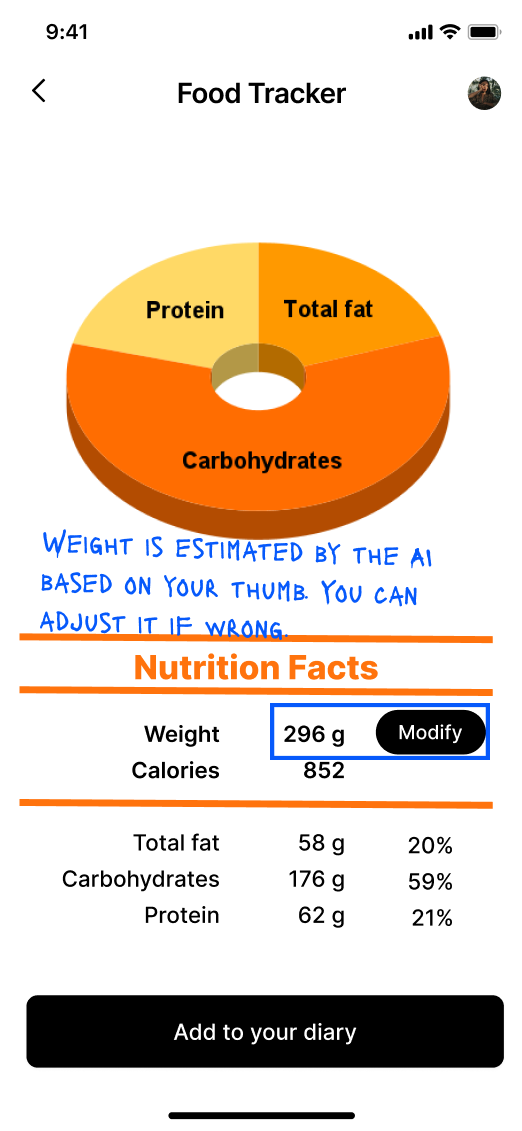 9:41
Food Tracker
Protein
Total fat
Carbohydrates
WEIGHT IS ESTIMATED BY THE AI
BASED ON YOUR THUMB. YOU CAN
ADJUST IT IF WRONG.
Nutrition Facts
Weight 296 g Modify
Calories 852
Total fat 58 g 20%
Carbohydrates 176 g 59%
Protein 62 g 21%
Add to your diary